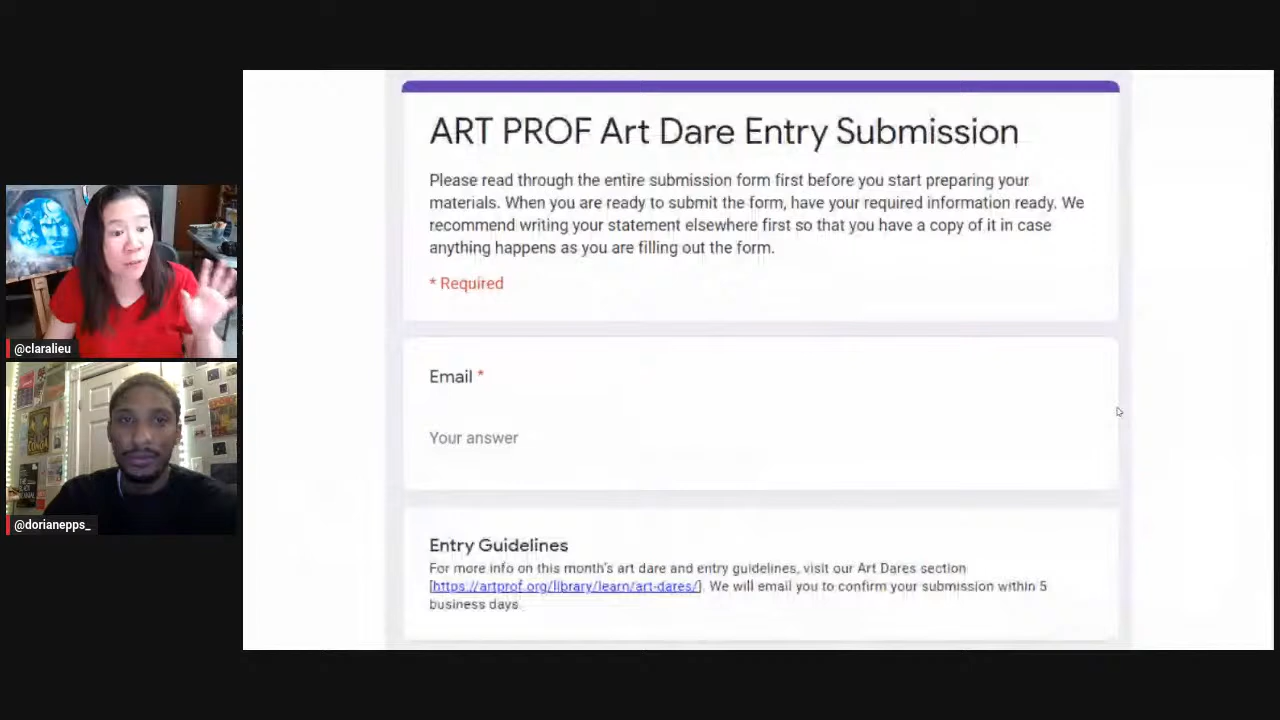 ART PROF Art Dare Entry Submission
Please read through the entire submission form first before you start preparing your
materials. When you are ready to submit the form, have your required information ready. We
recommend writing your statement elsewhere first so that you have a copy of it in case
anything happens as you are filling out the form.
* Required
Email *
Your answer
Entry Guidelines
For more info on this month's art dare and entry guidelines, visit our Art Dares section
[https://artprof.org/library/learn/art-dares/]. We will email you to confirm your submission within 5
business days.
@claralieu
@dorianepps_